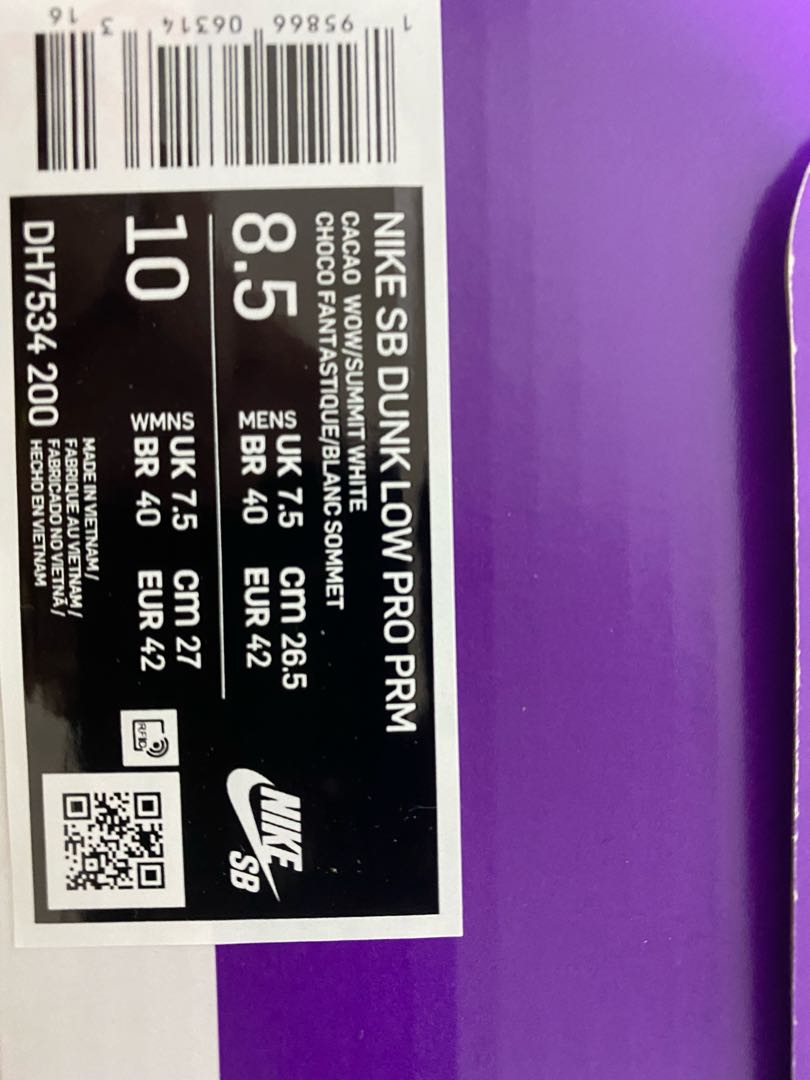 NIKE SB DUNK LOW PRO PRM
CACAO WOW/SUMMIT WHITE
CHOCO FANTASTIQUE/BLANC SOMMET
8.5
MENS
UK 7.5 cm 26.5
BR 40 EUR 42
10
WMNS
UK 7.5 cm 27
BR 40 EUR 42
DH7534 200
MADE IN VIETNAM/
FABRIQUE AU VIETNAM/
FABRICADO NO VIETNÃ/
HECHO EN VIETNAM
NIKE
SB
RFID
1 95866 06314 3 16